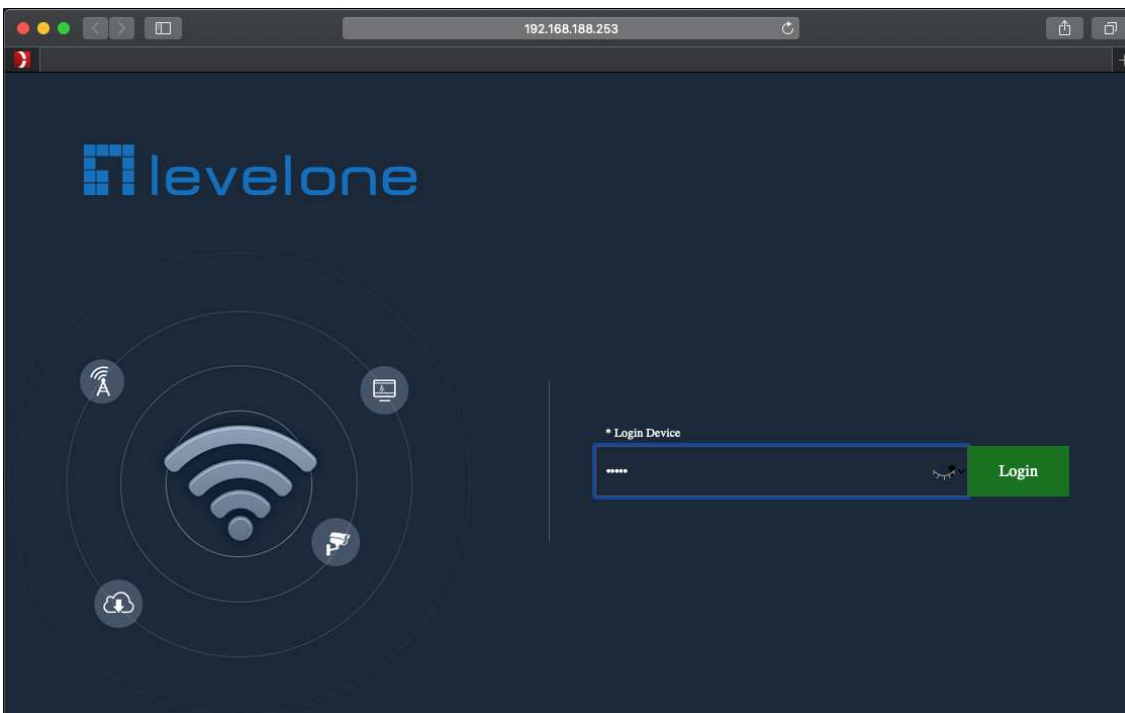 192.168.188.253
levelone
* Login Device
•••••
Login